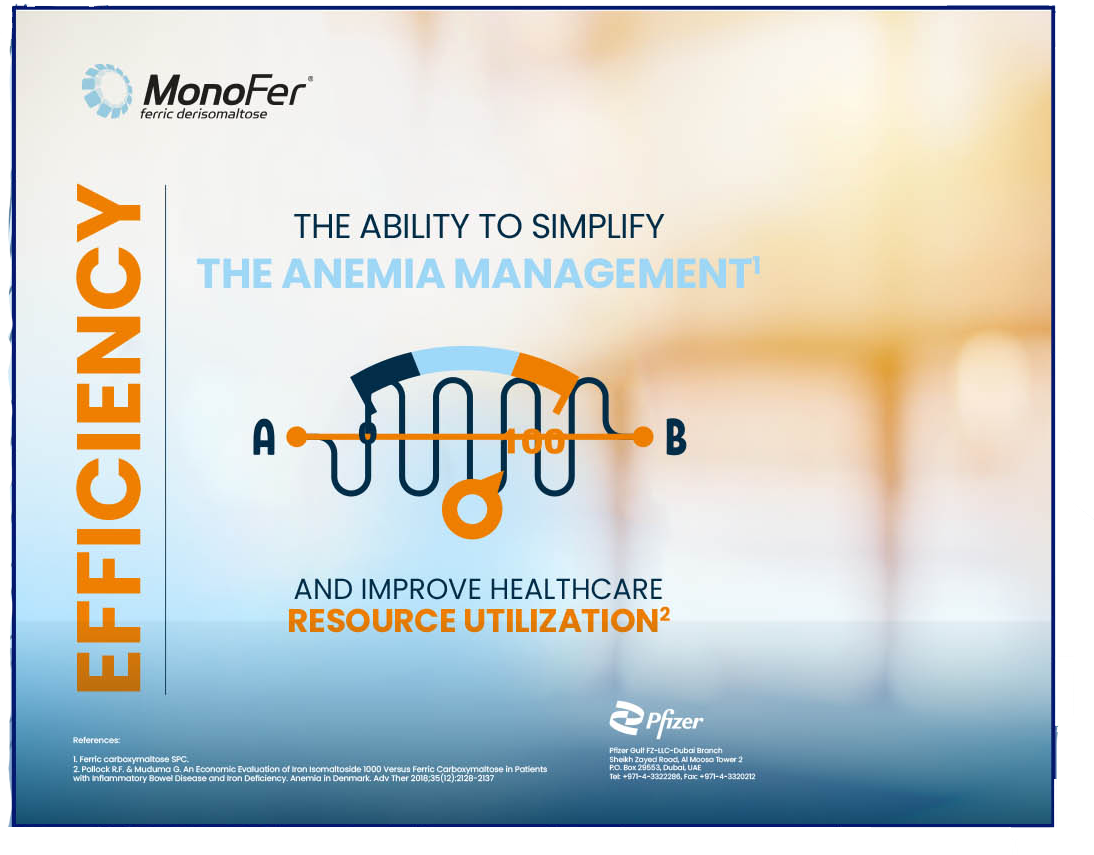 MonoFer®
ferric derisomaltose
EFFICIENCY
THE ABILITY TO SIMPLIFY
THE ANEMIA MANAGEMENT¹
A
0
100
B
AND IMPROVE HEALTHCARE
RESOURCE UTILIZATION²
References:
1. Ferric carboxymaltose SPC.
2. Pollock R.F. & Muduma G. An Economic Evaluation of Iron Isomaltoside 1000 Versus Ferric Carboxymaltose in Patients
with Inflammatory Bowel Disease and Iron Deficiency. Anemia in Denmark. Adv Ther 2018;35(12):2128-2137
Pfizer
Pfizer Gulf FZ-LLC-Dubai Branch
Sheikh Zayed Road, Al Moosa Tower 2
P.O. Box 29553, Dubai, UAE
Tel: +971-4-3322286, Fax: +971-4-3320212